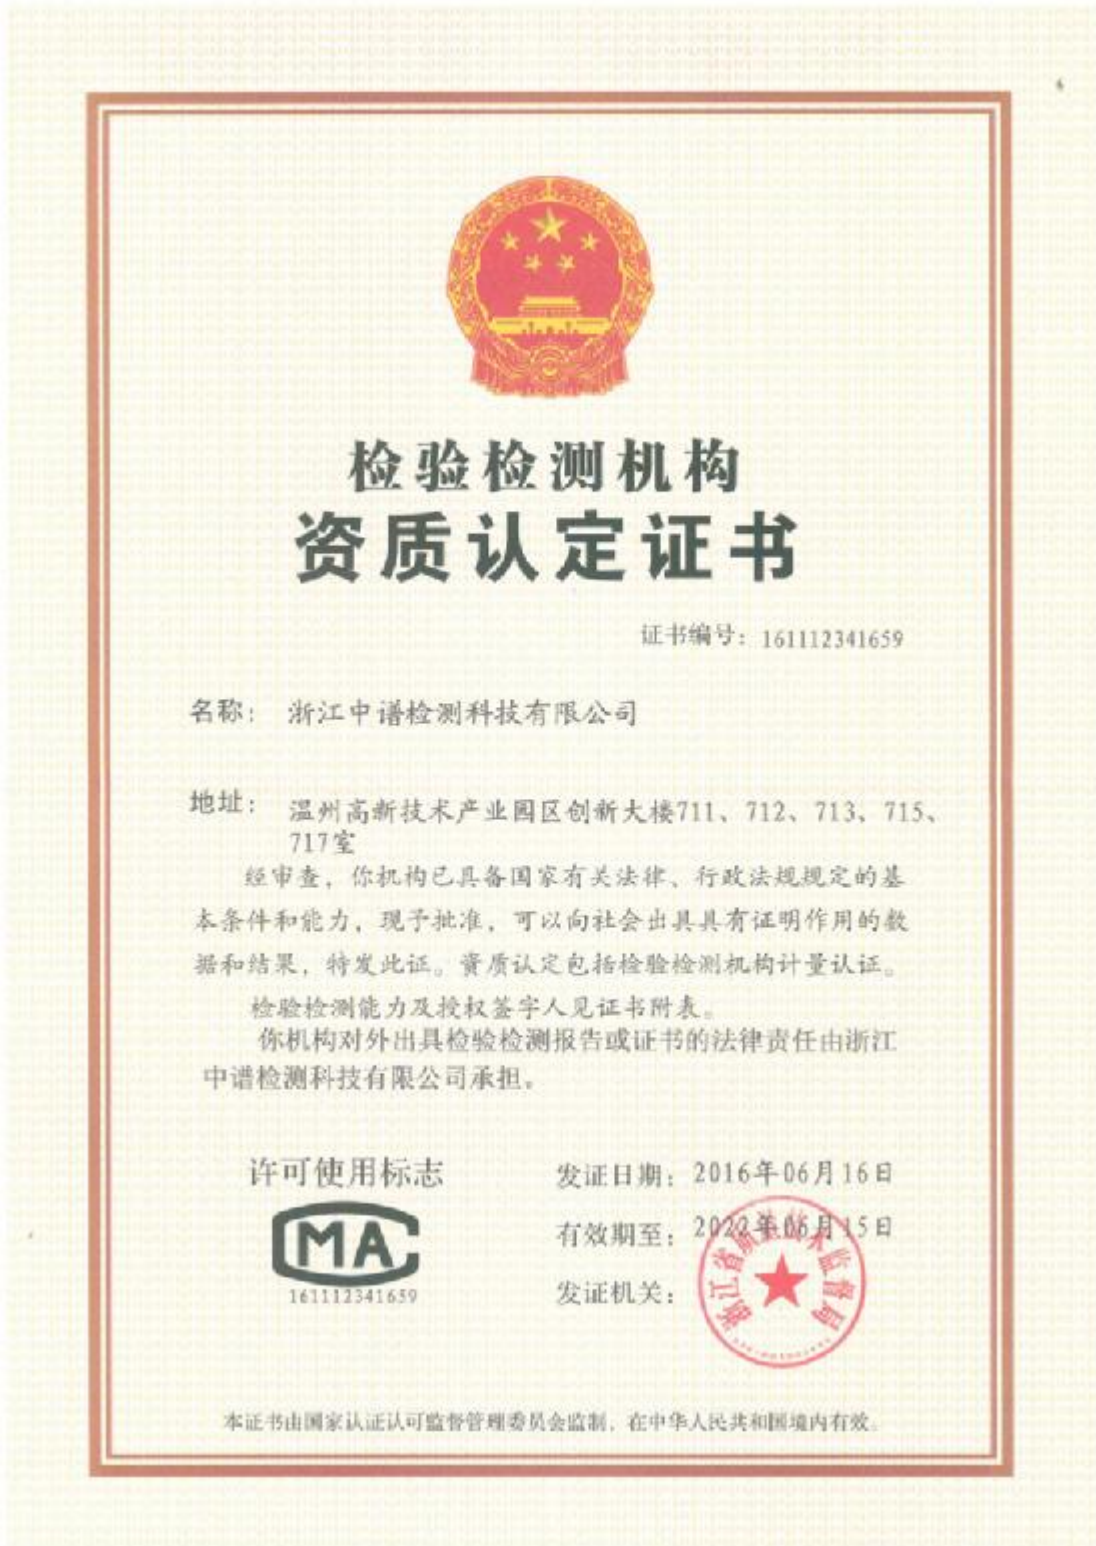 检验检测机构
资质认定证书
证书编号：161112341659
名称：浙江中谱检测科技有限公司
地址：温州高新技术产业园区创新大楼711、712、713、715、
717室
经审查，你机构已具备国家有关法律、行政法规规定的基
本条件和能力，现予批准，可以向社会出具具有证明作用的数
据和结果，特发此证。资质认定包括检验检测机构计量认证。
检验检测能力及授权签字人见证书附表。
你机构对外出具检验检测报告或证书的法律责任由浙江
中谱检测科技有限公司承担。
许可使用标志
MA
161112341659
发证日期：2016年06月16日
有效期至：2022年06月15日
发证机关：
浙江省质量技术监督局
本证书由国家认证认可监督管理委员会监制，在中华人民共和国境内有效。